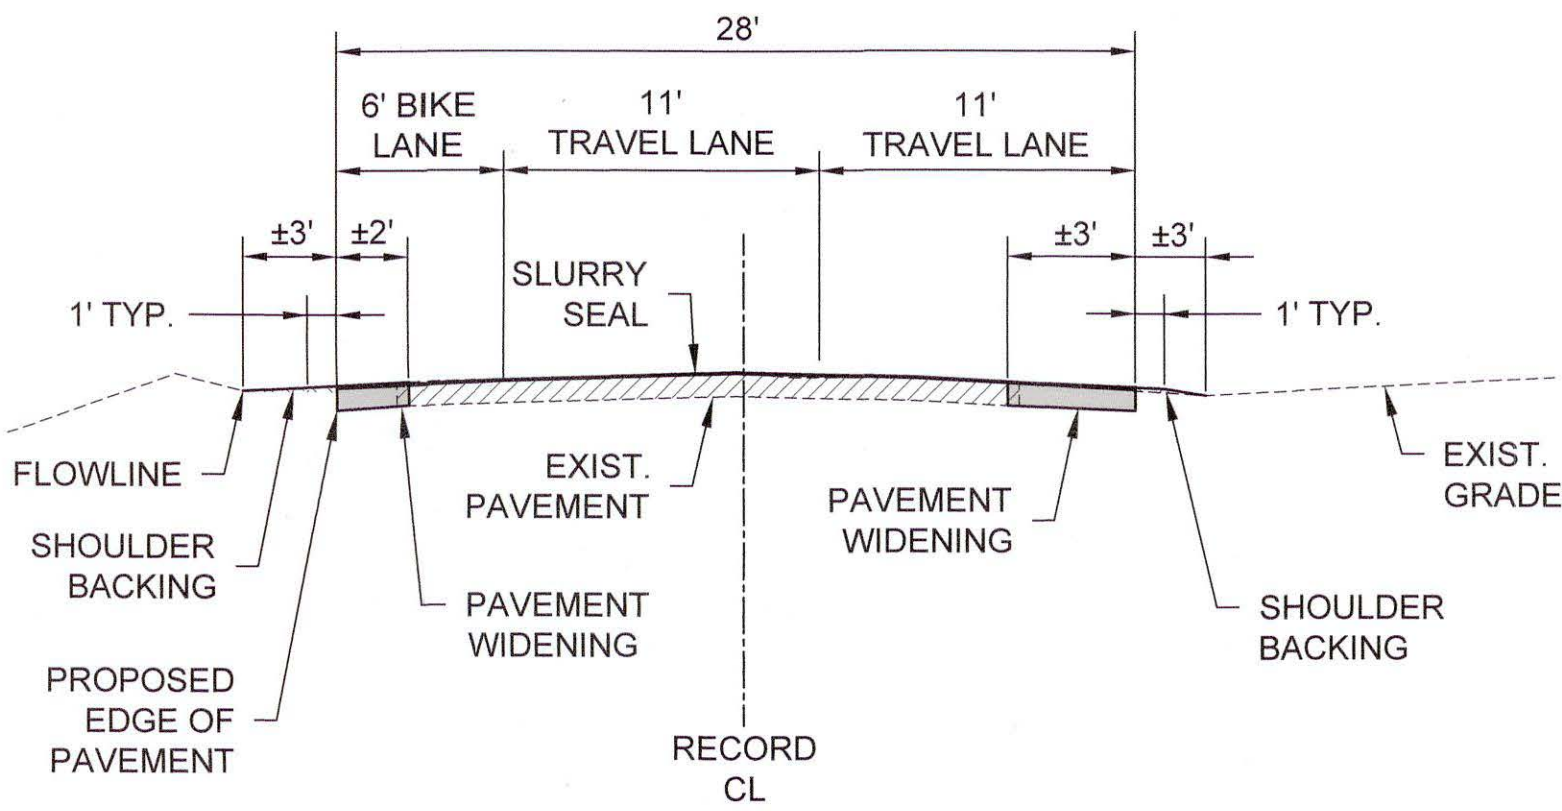 28'
6' BIKE
LANE
11'
TRAVEL LANE
11'
TRAVEL LANE
±3'
±2'
±3'
±3'
1' TYP.
SLURRY
SEAL
1' TYP.
FLOWLINE
EXIST.
PAVEMENT
PAVEMENT
WIDENING
EXIST.
GRADE
SHOULDER
BACKING
PAVEMENT
WIDENING
SHOULDER
BACKING
PROPOSED
EDGE OF
PAVEMENT
RECORD
CL